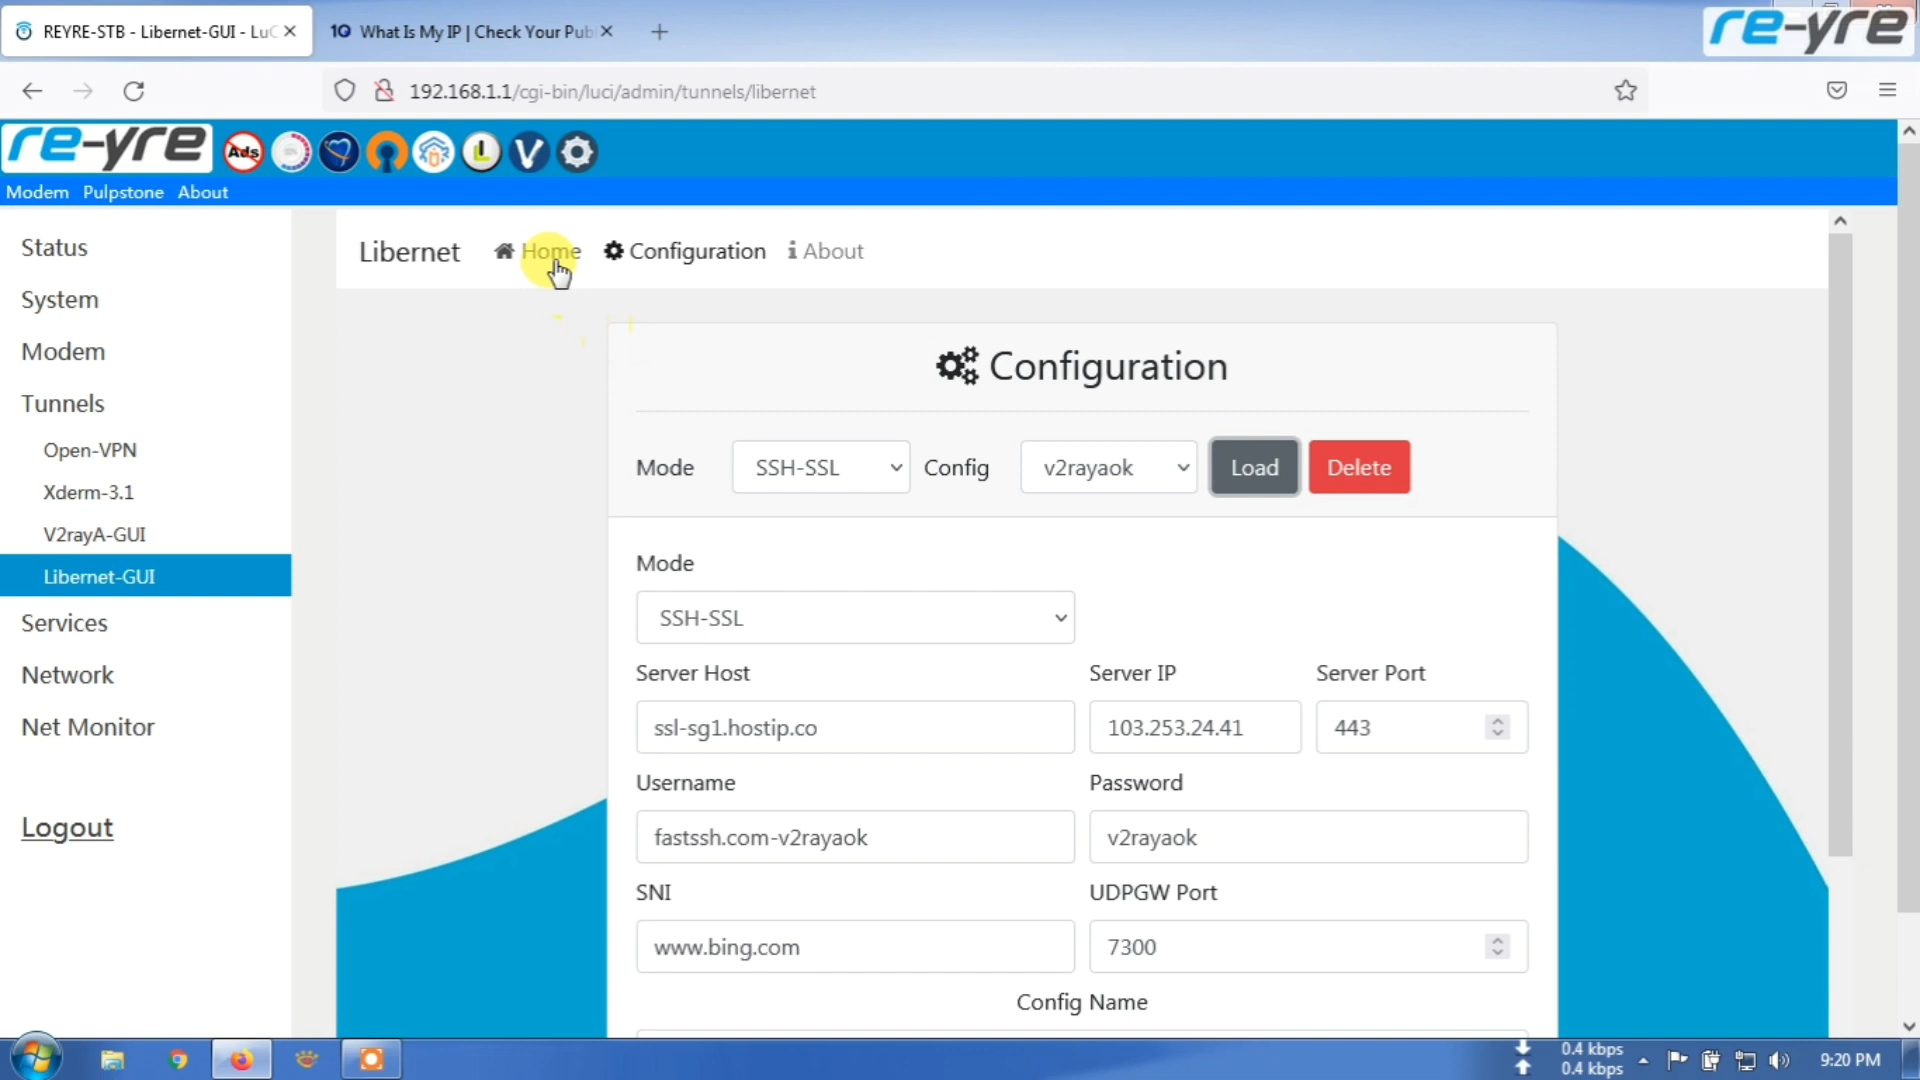 REYRE-STB - Libernet-GUI - LuC
1Q What Is My IP | Check Your Pub
re-yre
192.168.1.1/cgi-bin/luci/admin/tunnels/libernet
re-yre
Ads
L
V
Modem Pulpstone About
Status
System
Modem
Tunnels
Open-VPN
Xderm-3.1
V2rayA-GUI
Libernet-GUI
Services
Network
Net Monitor
Logout
Libernet Home Configuration About
Configuration
Mode SSH-SSL Config v2rayaok Load Delete
Mode
SSH-SSL
Server Host Server IP Server Port
ssl-sg1.hostip.co 103.253.24.41 443
Username Password
fastssh.com-v2rayaok v2rayaok
SNI UDPGW Port
www.bing.com 7300
Config Name
0.4 kbps
0.4 kbps
9:20 PM